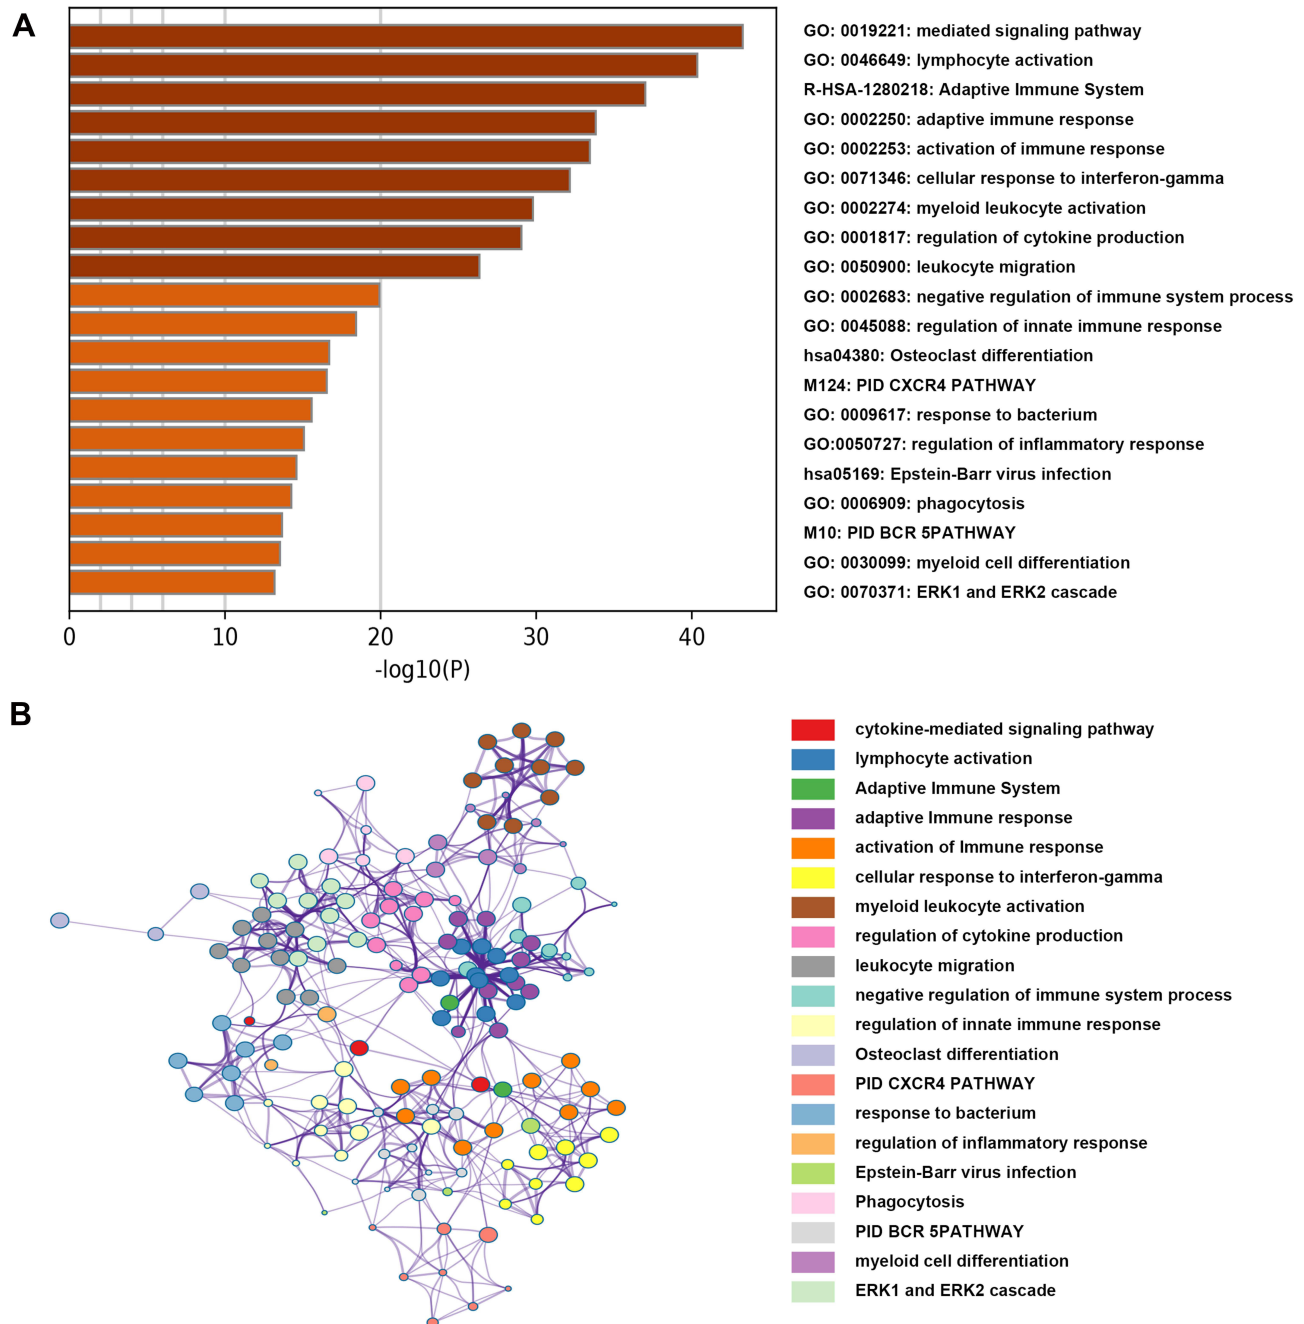 A
GO: 0019221: mediated signaling pathway
GO: 0046649: lymphocyte activation
R-HSA-1280218: Adaptive Immune System
GO: 0002250: adaptive immune response
GO: 0002253: activation of immune response
GO: 0071346: cellular response to interferon-gamma
GO: 0002274: myeloid leukocyte activation
GO: 0001817: regulation of cytokine production
GO: 0050900: leukocyte migration
GO: 0002683: negative regulation of immune system process
GO: 0045088: regulation of innate immune response
hsa04380: Osteoclast differentiation
M124: PID CXCR4 PATHWAY
GO: 0009617: response to bacterium
GO:0050727: regulation of inflammatory response
hsa05169: Epstein-Barr virus infection
GO: 0006909: phagocytosis
M10: PID BCR 5PATHWAY
GO: 0030099: myeloid cell differentiation
GO: 0070371: ERK1 and ERK2 cascade
0 10 20 30 40
-log10(P)
B
cytokine-mediated signaling pathway
lymphocyte activation
Adaptive Immune System
adaptive Immune response
activation of Immune response
cellular response to interferon-gamma
myeloid leukocyte activation
regulation of cytokine production
leukocyte migration
negative regulation of immune system process
regulation of innate immune response
Osteoclast differentiation
PID CXCR4 PATHWAY
response to bacterium
regulation of inflammatory response
Epstein-Barr virus infection
Phagocytosis
PID BCR 5PATHWAY
myeloid cell differentiation
ERK1 and ERK2 cascade